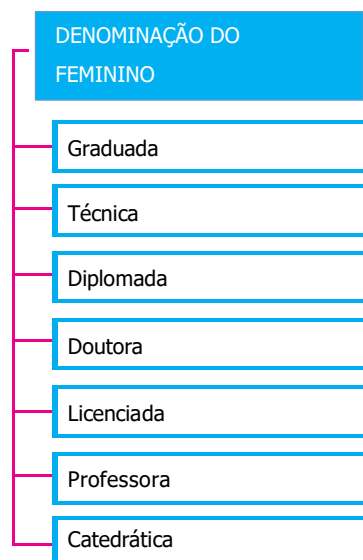 DENOMINAÇÃO DO
FEMININO
Graduada
Técnica
Diplomada
Doutora
Licenciada
Professora
Catedrática